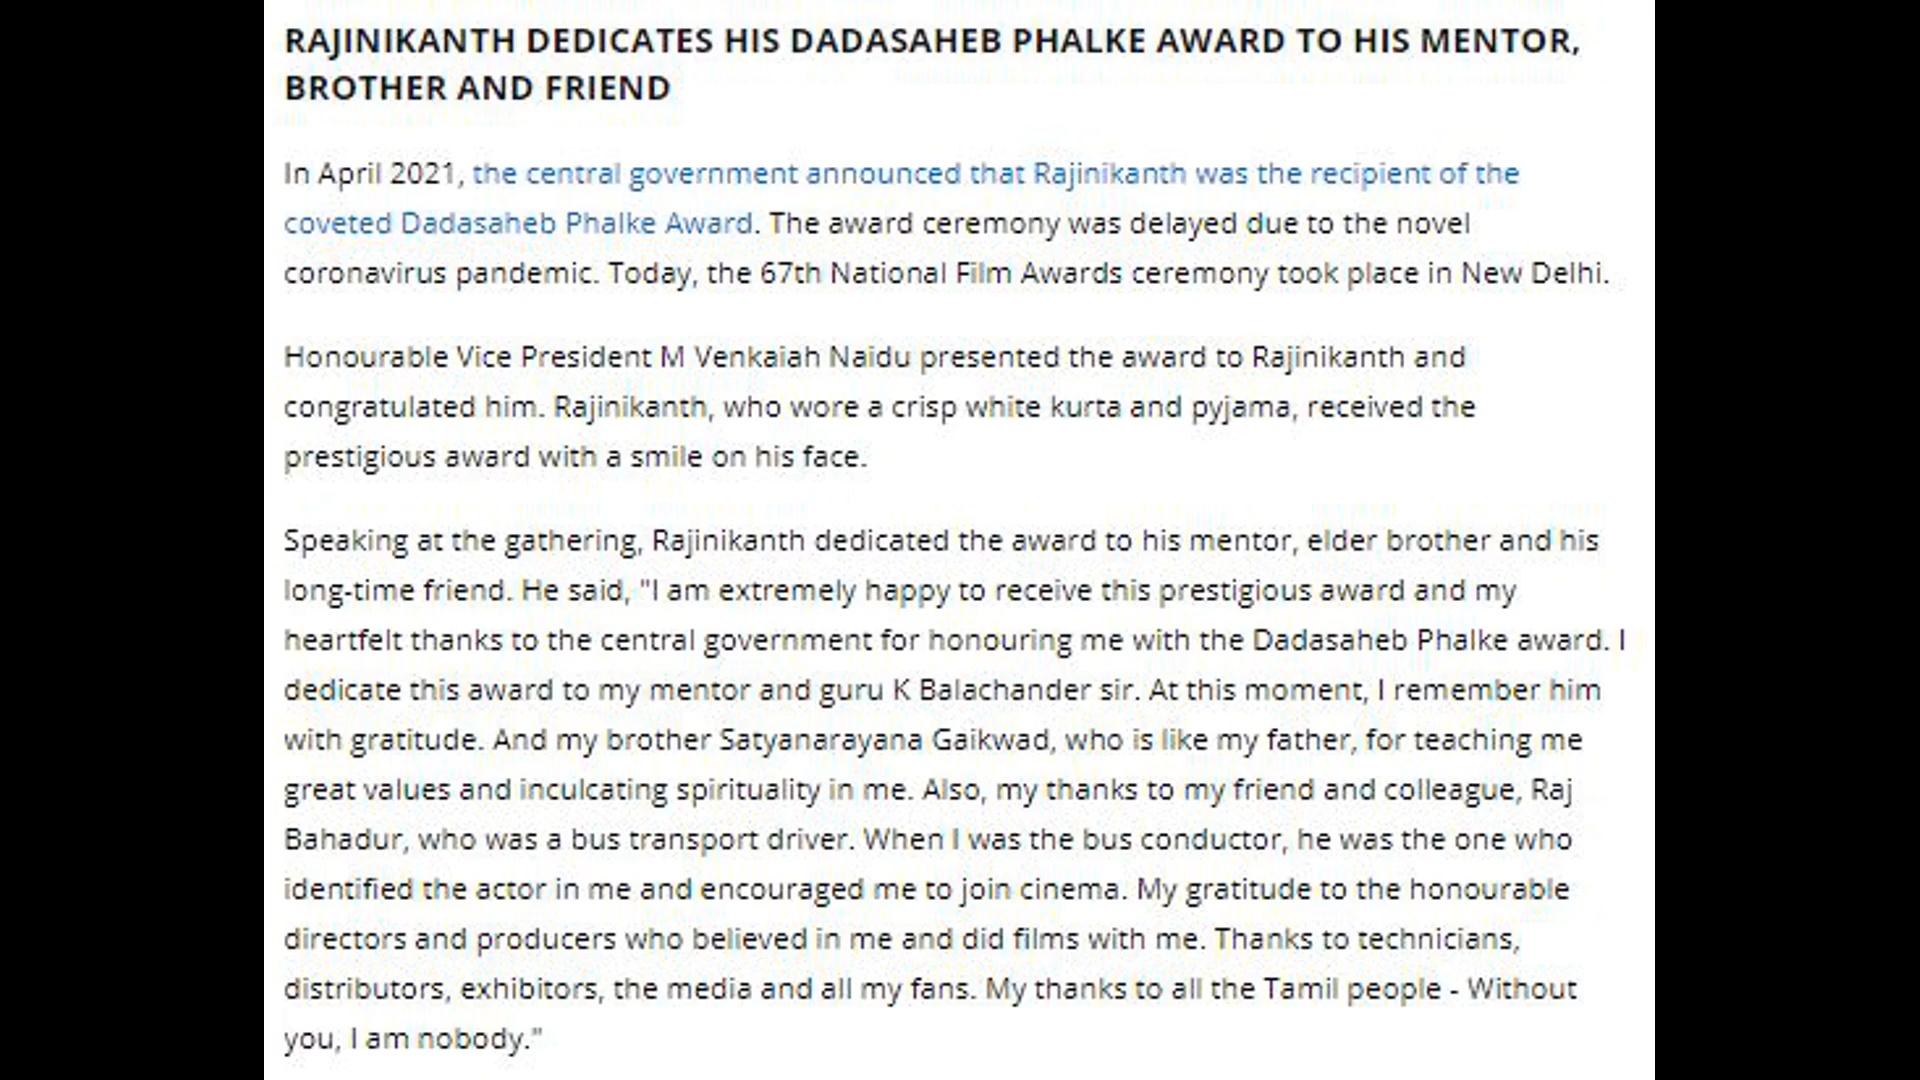 RAJINIKANTH DEDICATES HIS DADASAHEB PHALKE AWARD TO HIS MENTOR,
BROTHER AND FRIEND
In April 2021, the central government announced that Rajinikanth was the recipient of the
coveted Dadasaheb Phalke Award. The award ceremony was delayed due to the novel
coronavirus pandemic. Today, the 67th National Film Awards ceremony took place in New Delhi.
Honourable Vice President M Venkaiah Naidu presented the award to Rajinikanth and
congratulated him. Rajinikanth, who wore a crisp white kurta and pyjama, received the
prestigious award with a smile on his face.
Speaking at the gathering, Rajinikanth dedicated the award to his mentor, elder brother and his
long-time friend. He said, "I am extremely happy to receive this prestigious award and my
heartfelt thanks to the central government for honouring me with the Dadasaheb Phalke award. I
dedicate this award to my mentor and guru K Balachander sir. At this moment, I remember him
with gratitude. And my brother Satyanarayana Gaikwad, who is like my father, for teaching me
great values and inculcating spirituality in me. Also, my thanks to my friend and colleague, Raj
Bahadur, who was a bus transport driver. When I was the bus conductor, he was the one who
identified the actor in me and encouraged me to join cinema. My gratitude to the honourable
directors and producers who believed in me and did films with me. Thanks to technicians,
distributors, exhibitors, the media and all my fans. My thanks to all the Tamil people - Without
you, I am nobody."